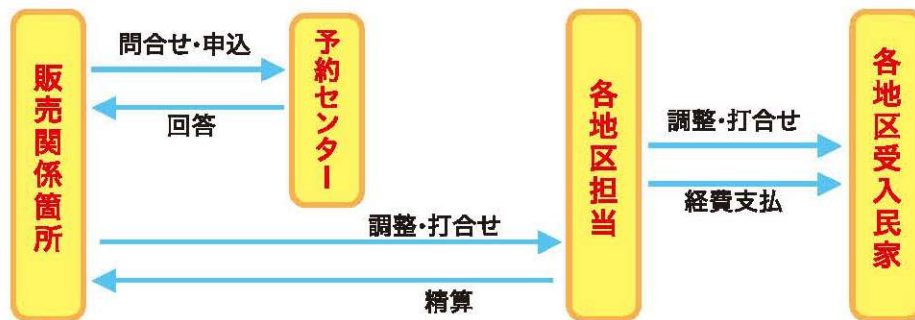 販売関係箇所
問合せ・申込
回答
予約センター
調整・打合せ
精算
各地区担当
調整・打合せ
経費支払
各地区受入民家